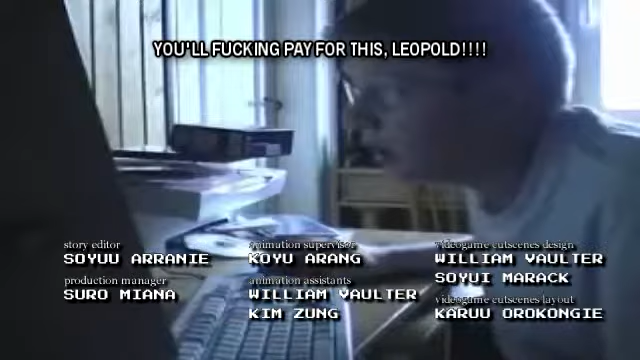 YOU'LL FUCKING PAY FOR THIS, LEOPOLD!!!!
story editor
SOYUU ARRANIE
production manager
SURO MIANA
animation supervisor
KOYU ARANG
animation assistants
WILLIAM VAULTER
KIM ZUNG
videogame cutscenes design
WILLIAM VAULTER
SOYUI MARACK
videogame cutscenes layout
KARUU OROKONGIE